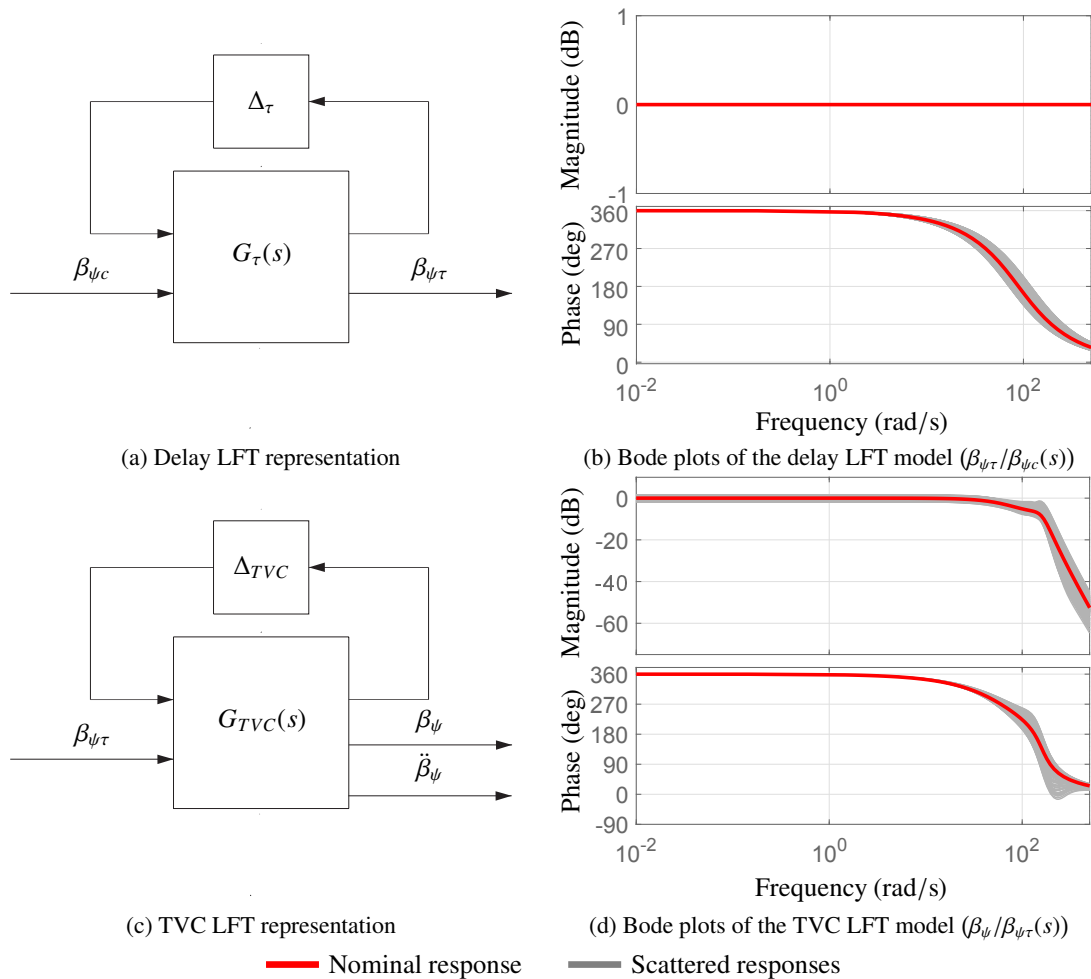 Δτ
Gτ(s)
βψc
βψτ
(a) Delay LFT representation
Magnitude (dB)
1
0
-1
Phase (deg)
360
270
180
90
0
10⁻²
10⁰
10²
Frequency (rad/s)
(b) Bode plots of the delay LFT model (βψτ/βψc(s))
ΔTVC
GTVC(s)
βψτ
βψ
β̈ψ
(c) TVC LFT representation
Magnitude (dB)
0
-20
-40
-60
Phase (deg)
360
270
180
90
0
-90
10⁻²
10⁰
10²
Frequency (rad/s)
(d) Bode plots of the TVC LFT model (βψ/βψτ(s))
Nominal response
Scattered responses